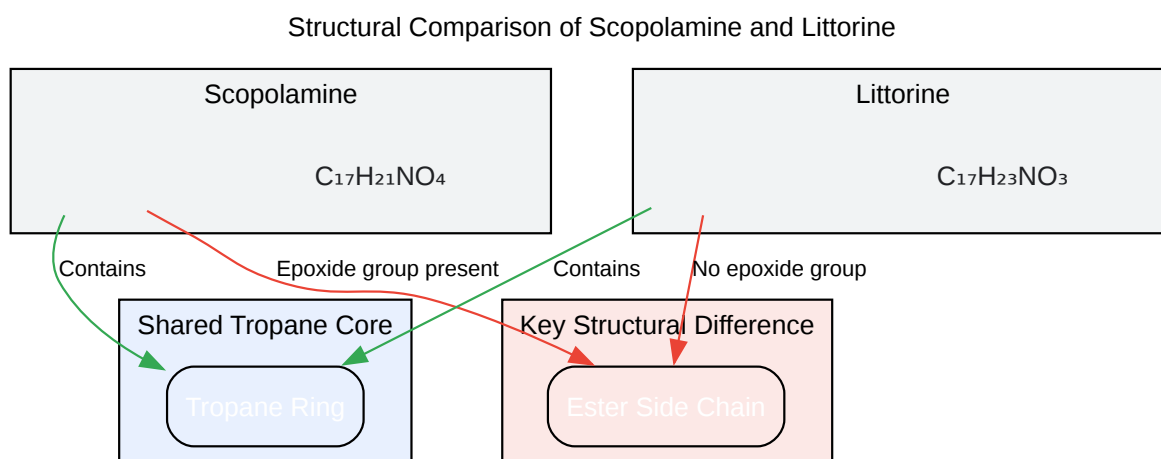 Structural Comparison of Scopolamine and Littorine
Scopolamine
Littorine
C₁₇H₂₁NO₄
C₁₇H₂₃NO₃
Contains
Epoxide group present
Contains
No epoxide group
Shared Tropane Core
Key Structural Difference
Tropane Ring
Ester Side Chain